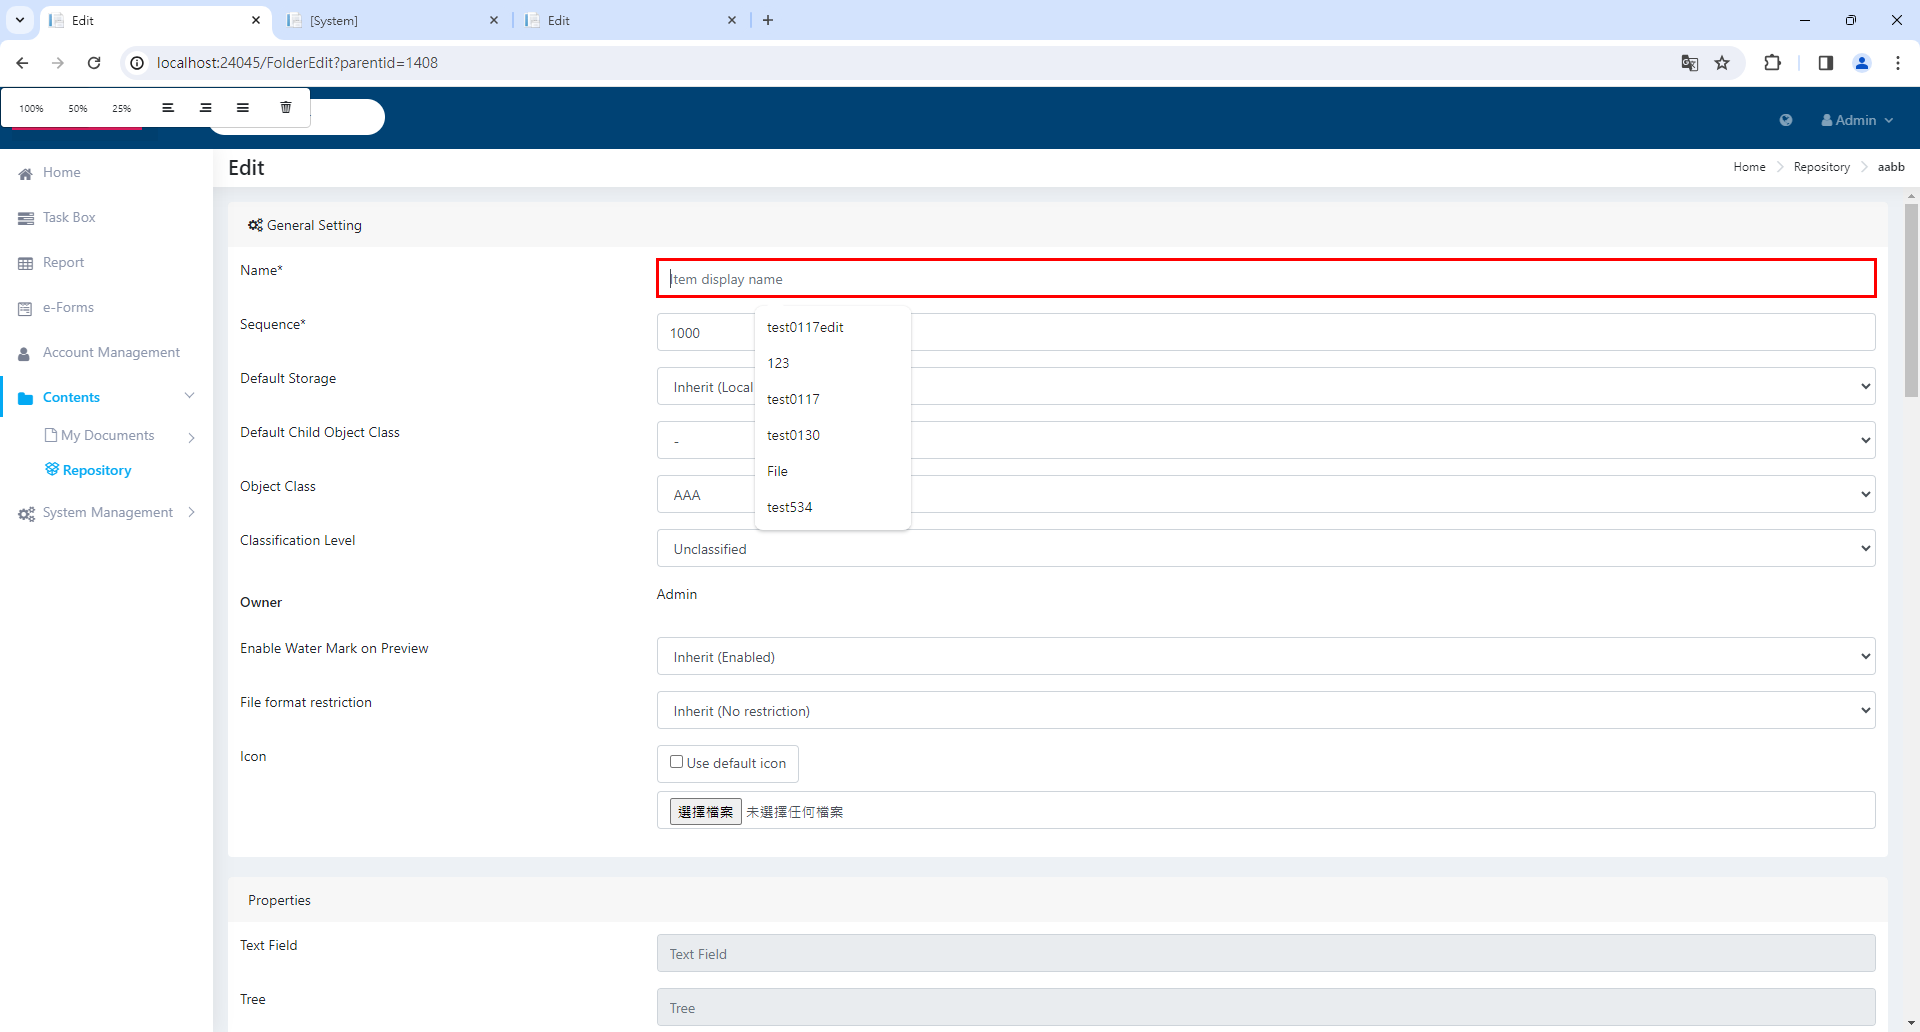 Edit
[System]
Edit
localhost:24045/FolderEdit?parentid=1408
100% 50% 25%
Admin
Home
Task Box
Report
e-Forms
Account Management
Contents
My Documents
Repository
System Management
Edit
Home Repository aabb
General Setting
Name*
Item display name
Sequence*
1000
test0117edit
123
test0117
test0130
File
test534
Default Storage
Inherit (Local
Default Child Object Class
-
Object Class
AAA
Classification Level
Unclassified
Owner
Admin
Enable Water Mark on Preview
Inherit (Enabled)
File format restriction
Inherit (No restriction)
Icon
Use default icon
選擇檔案 未選擇任何檔案
Properties
Text Field
Text Field
Tree
Tree